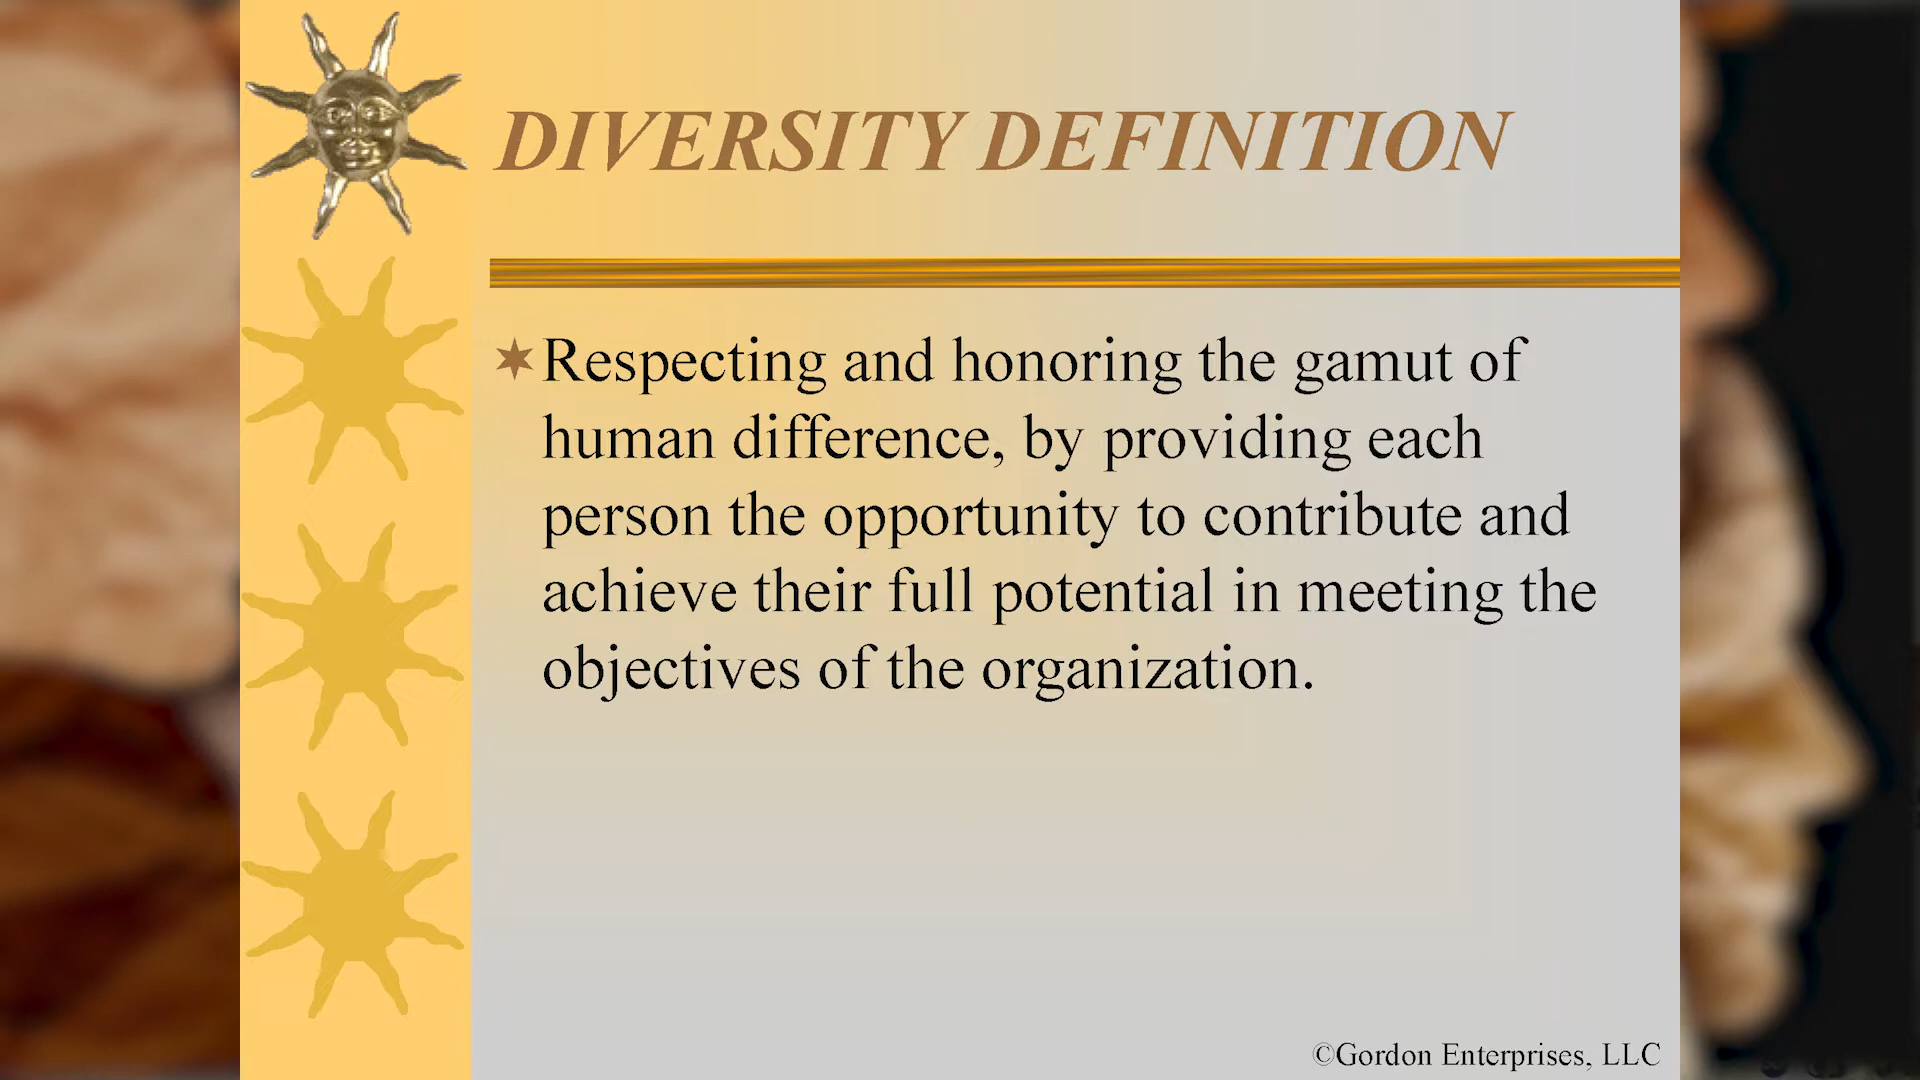 DIVERSITY DEFINITION
Respecting and honoring the gamut of
human difference, by providing each
person the opportunity to contribute and
achieve their full potential in meeting the
objectives of the organization.
©Gordon Enterprises, LLC